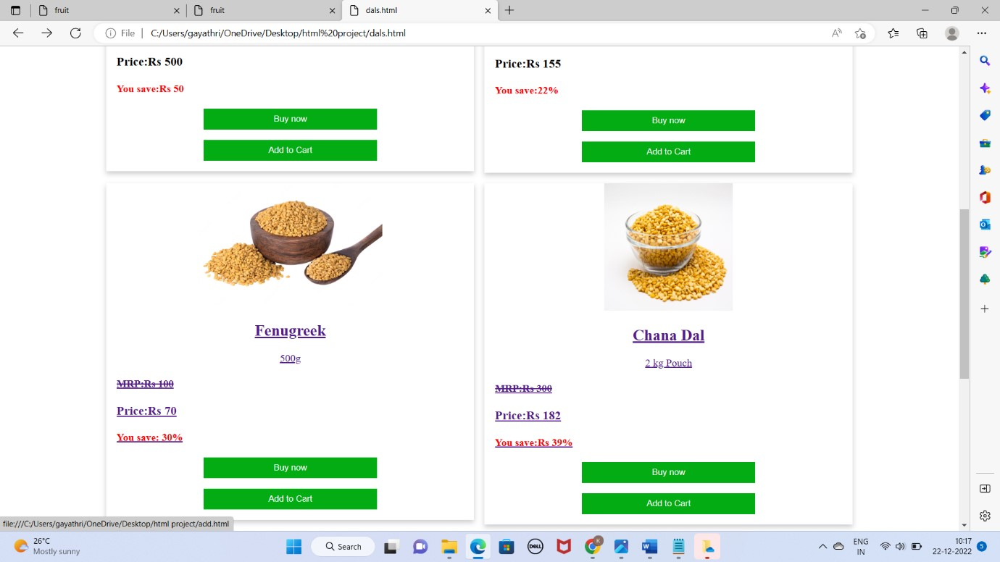 fruit
fruit
dals.html
File
C:/Users/gayathri/OneDrive/Desktop/html%20project/dals.html
Price:Rs 500
You save:Rs 50
Buy now
Add to Cart
Price:Rs 155
You save:22%
Buy now
Add to Cart
Fenugreek
500g
MRP:Rs 100
Price:Rs 70
You save: 30%
Buy now
Add to Cart
Chana Dal
2 kg Pouch
MRP:Rs 300
Price:Rs 182
You save:Rs 39%
Buy now
Add to Cart
file:///C:/Users/gayathri/OneDrive/Desktop/html project/add.html
26°C
Mostly sunny
Search
DELL
K
W
ENG
IN
10:17
22-12-2022
5